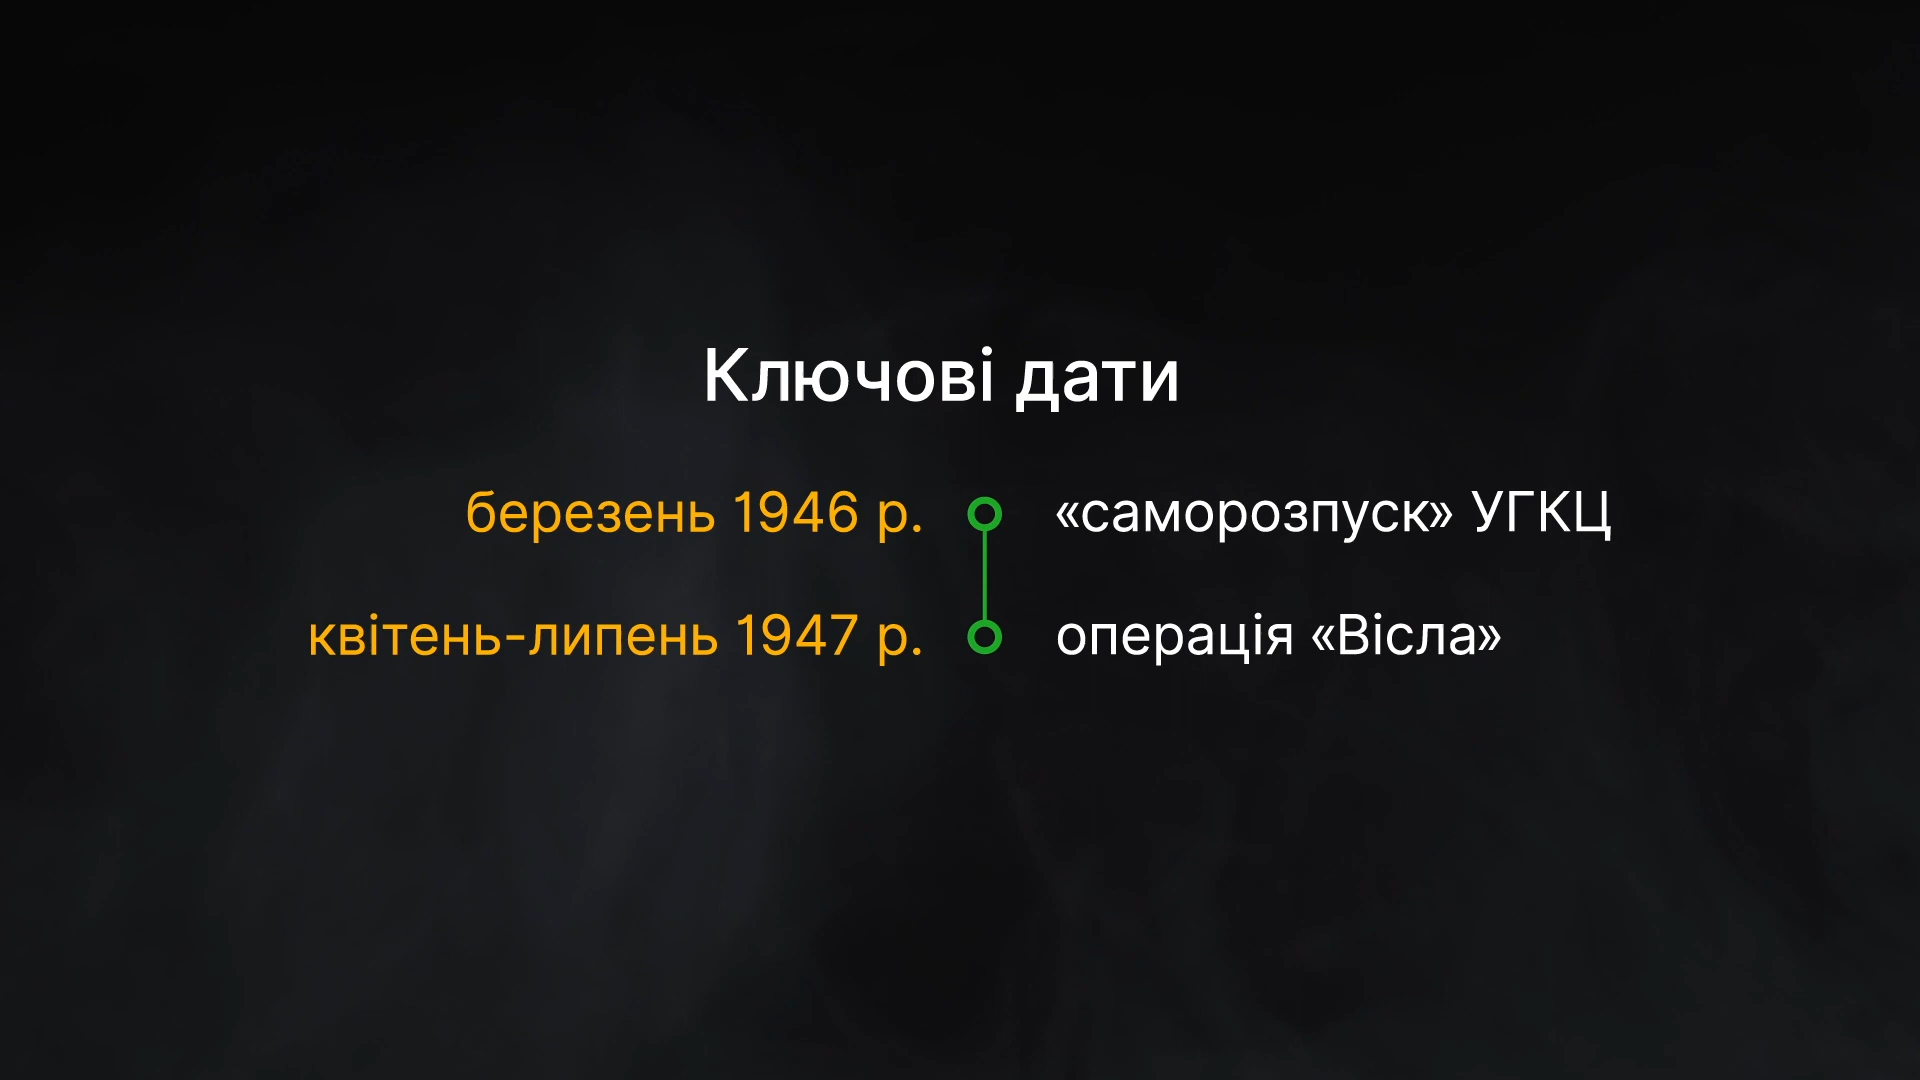 Ключові дати
березень 1946 р. «саморозпуск» УГКЦ
квітень-липень 1947 р. операція «Вісла»